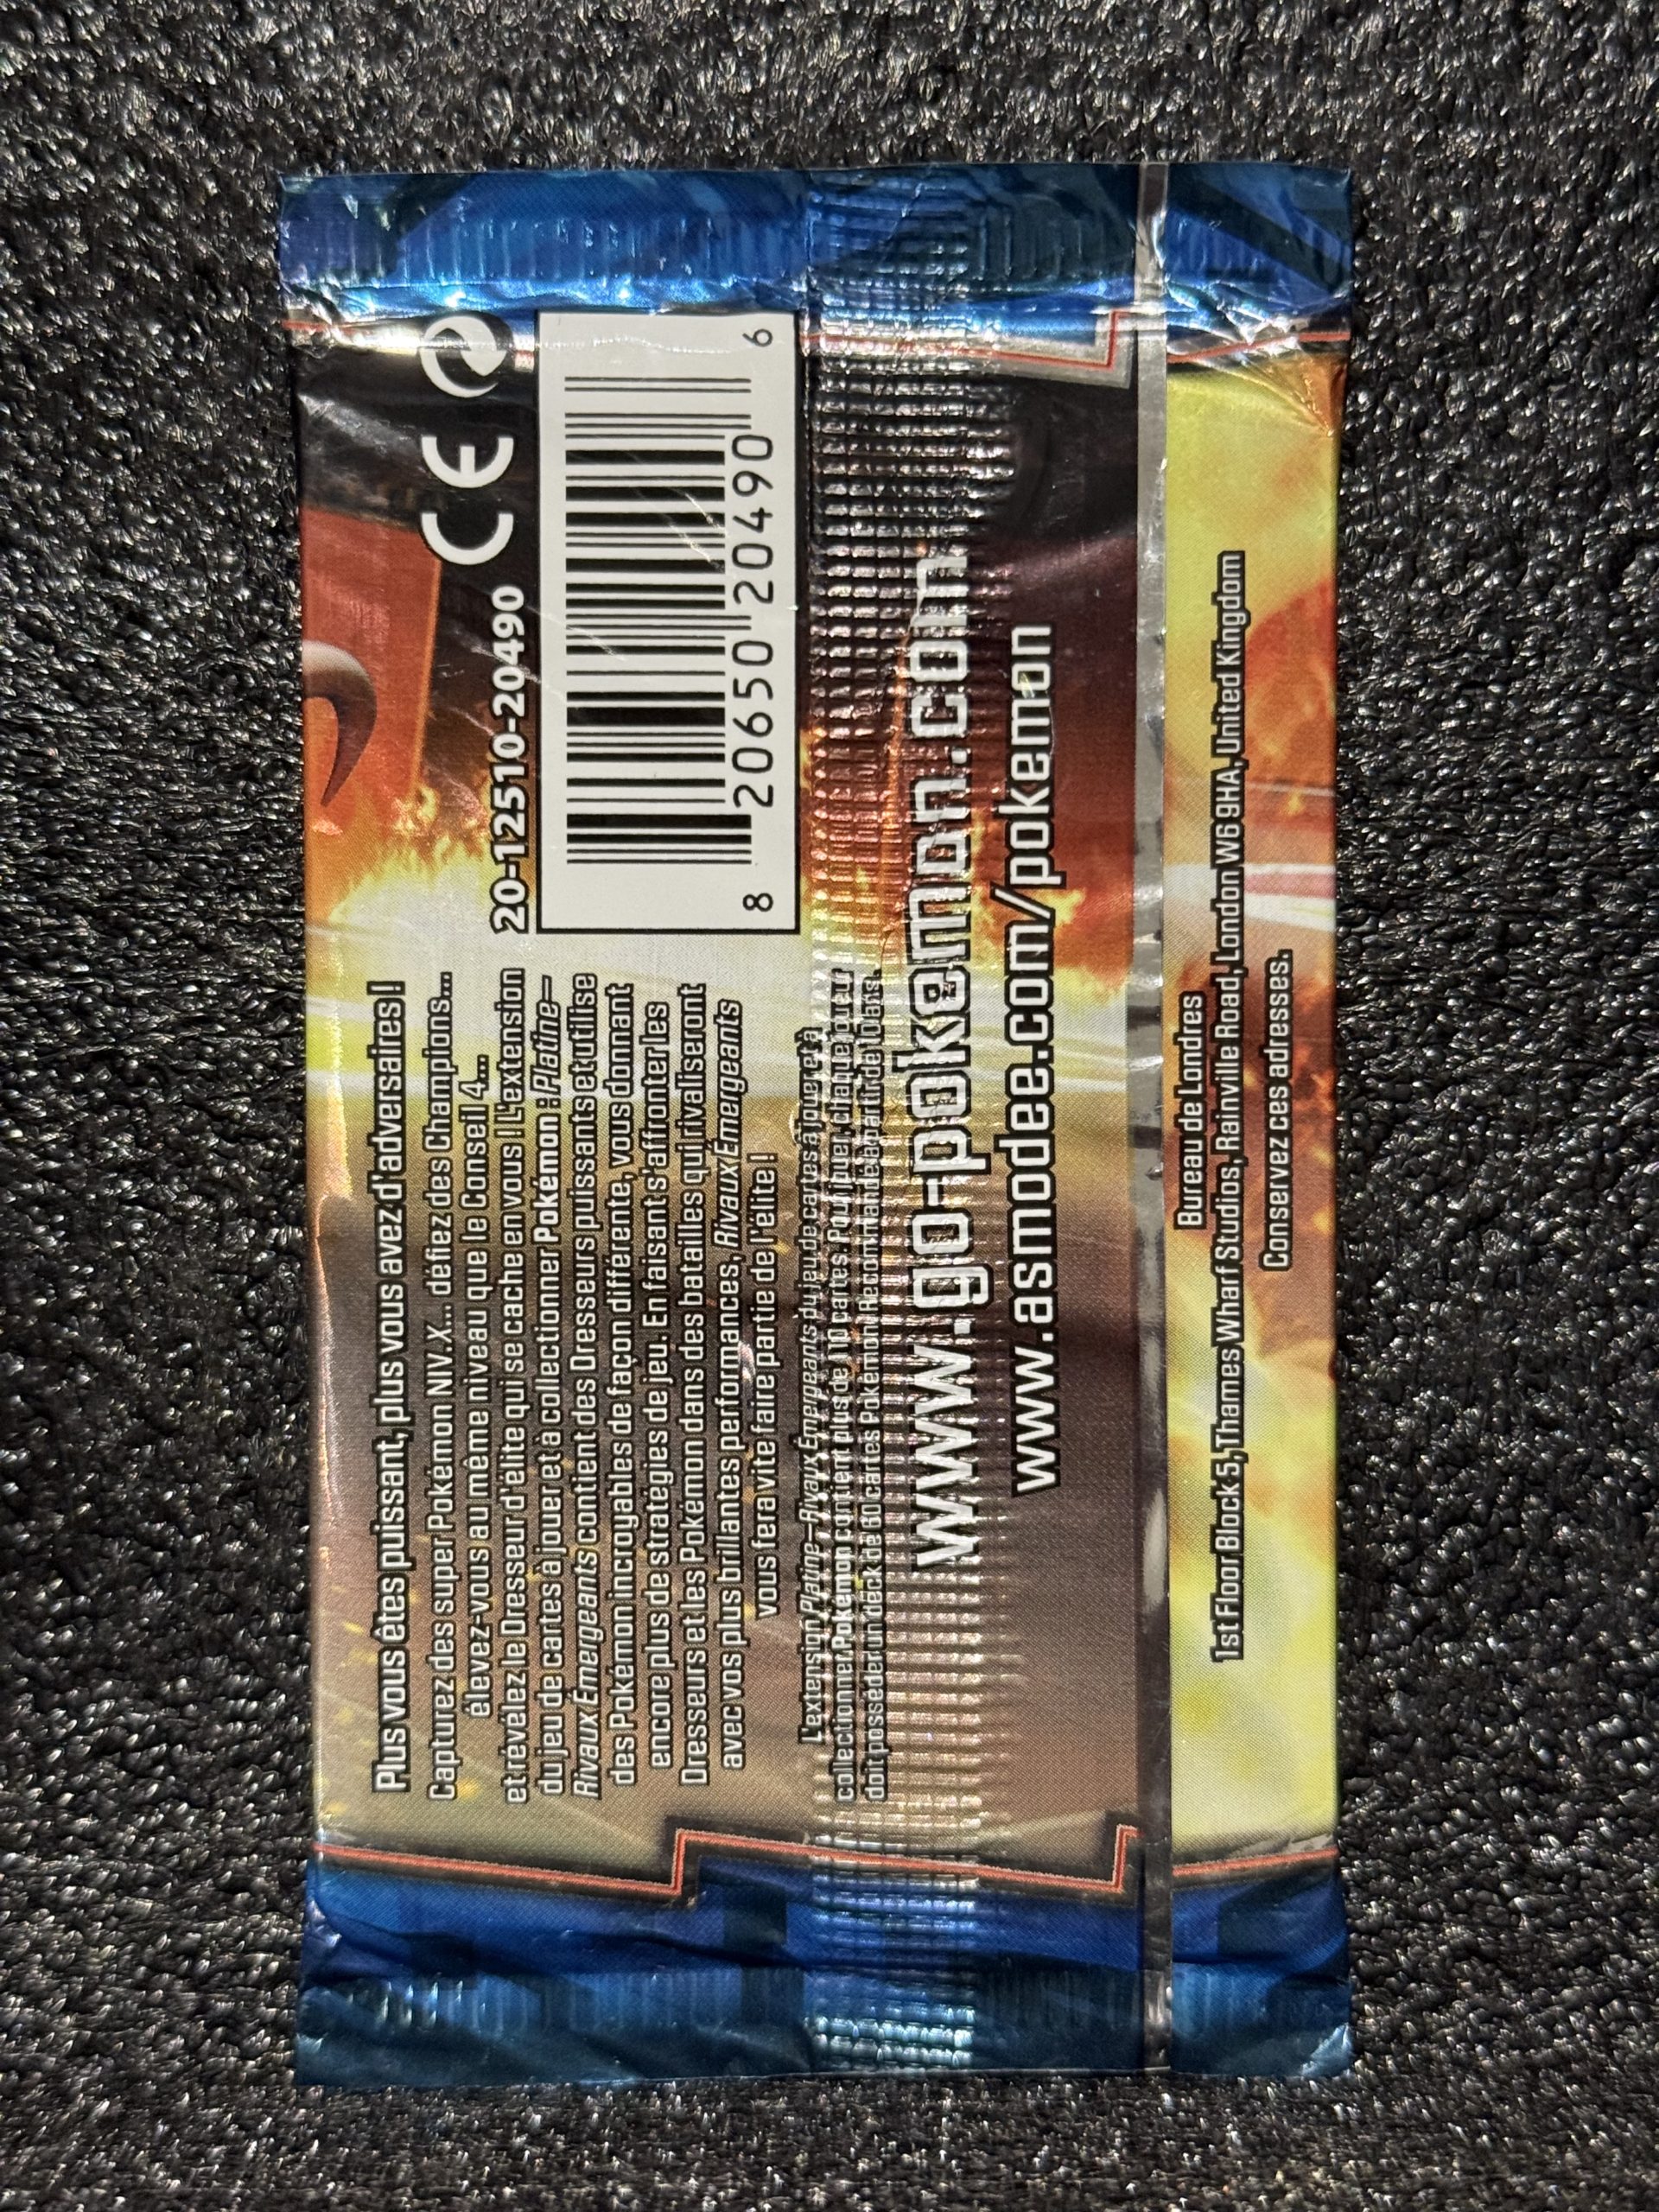 Plus vous êtes puissant, plus vous avez d'adversaires !
Capturez des super Pokémon NIV.X... défiez des Champions...
élevez-vous au même niveau que le Conseil 4...
et révélez le Dresseur d'élite qui se cache en vous ! L'extension
du jeu de cartes à jouer et à collectionner Pokémon : Platine–
Rivaux Émergeants contient des Dresseurs puissants et utilise
des Pokémon incroyables de façon différente, vous donnant
encore plus de stratégies de jeu. En faisant s'affronter les
Dresseurs et les Pokémon dans des batailles qui rivaliseront
avec vos plus brillantes performances, Rivaux Émergeants
vous fera vite faire partie de l'élite !
L'extension Platine–Rivaux Émergeants du jeu de cartes à jouer et à
collectionner Pokémon contient plus de 110 cartes. Pour jouer, chaque joueur
doit posséder un deck de 60 cartes Pokémon. Recommandé à partir de 10 ans.
20-12510-20490
CE
8 20650 20490 6
www.go-pokemon.com
www.asmodee.com/pokemon
Bureau de Londres
1st Floor Block 5, Thames Wharf Studios, Rainville Road, London W6 9HA, United Kingdom
Conservez ces adresses.